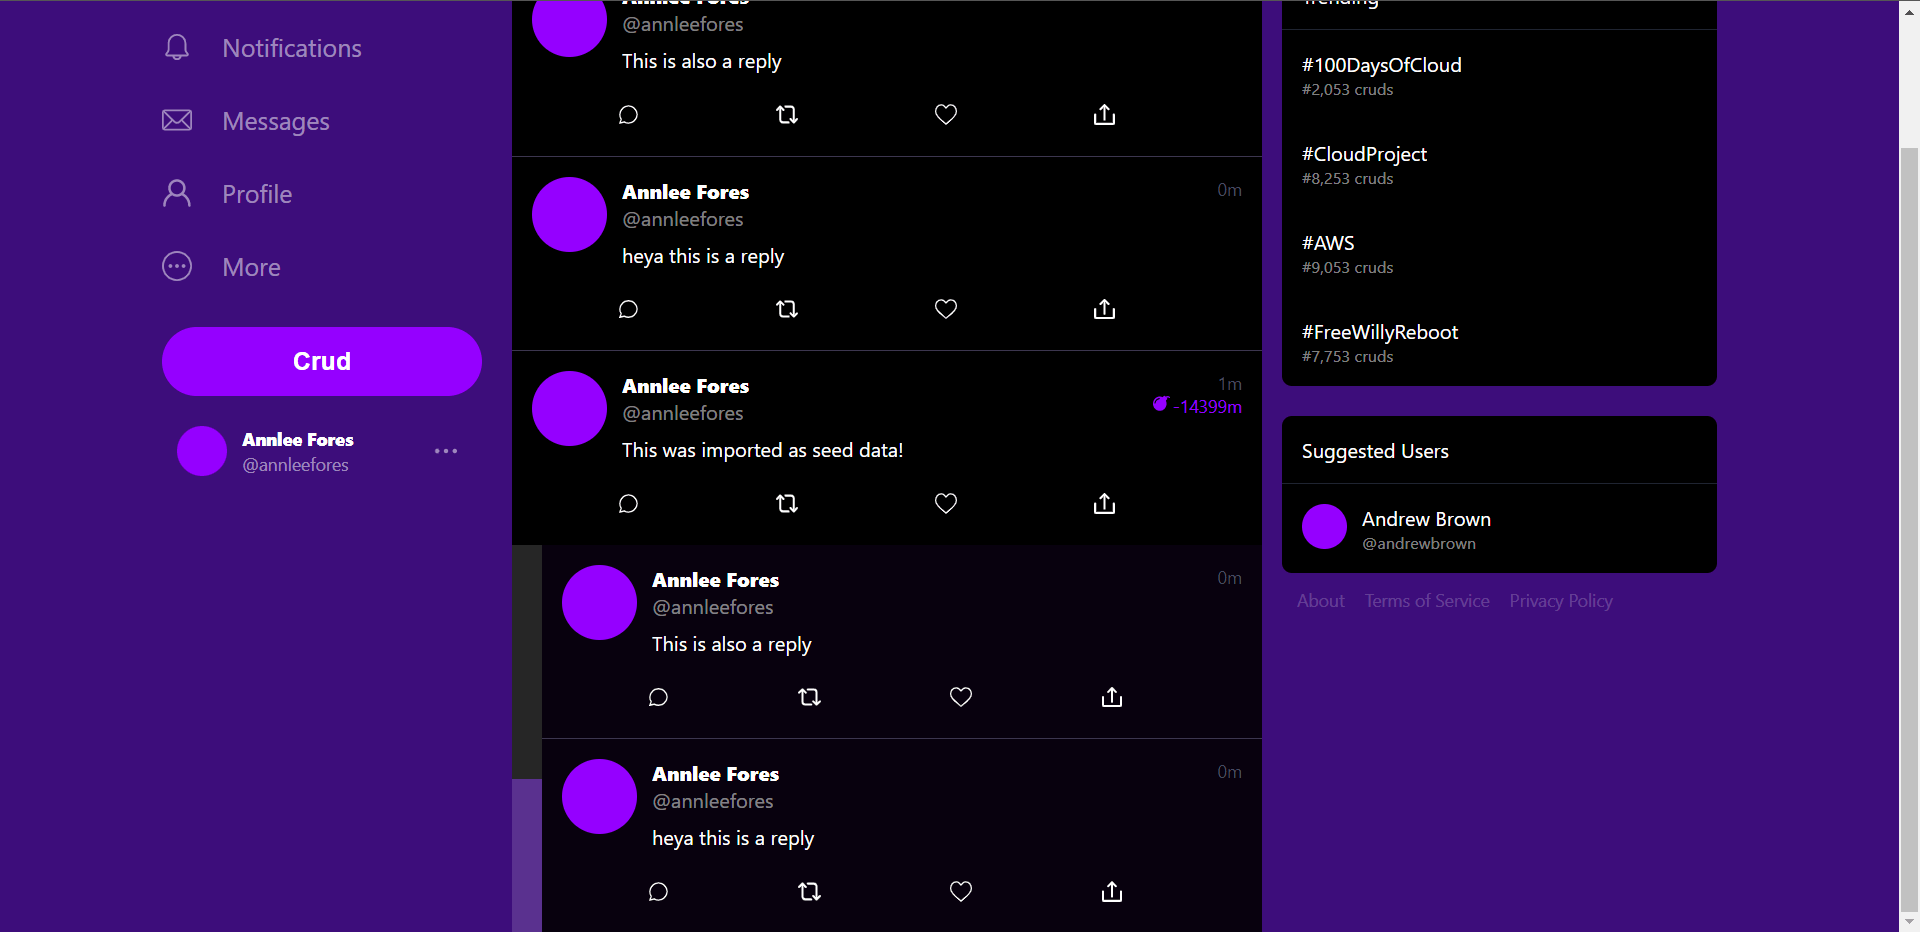 Notifications
Messages
Profile
More
Crud
Annlee Fores
@annleefores
Annlee Fores
@annleefores
This is also a reply
Annlee Fores
0m
@annleefores
heya this is a reply
Annlee Fores
1m
@annleefores
-14399m
This was imported as seed data!
Annlee Fores
0m
@annleefores
This is also a reply
Annlee Fores
0m
@annleefores
heya this is a reply
Trending
#100DaysOfCloud
#2,053 cruds
#CloudProject
#8,253 cruds
#AWS
#9,053 cruds
#FreeWillyReboot
#7,753 cruds
Suggested Users
Andrew Brown
@andrewbrown
About Terms of Service Privacy Policy